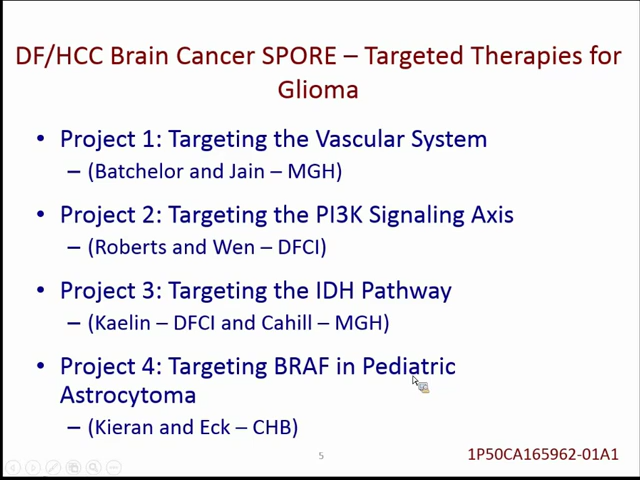 DF/HCC Brain Cancer SPORE – Targeted Therapies for
Glioma
• Project 1: Targeting the Vascular System
– (Batchelor and Jain – MGH)
• Project 2: Targeting the PI3K Signaling Axis
– (Roberts and Wen – DFCI)
• Project 3: Targeting the IDH Pathway
– (Kaelin – DFCI and Cahill – MGH)
• Project 4: Targeting BRAF in Pediatric
Astrocytoma
– (Kieran and Eck – CHB)
5
1P50CA165962-01A1